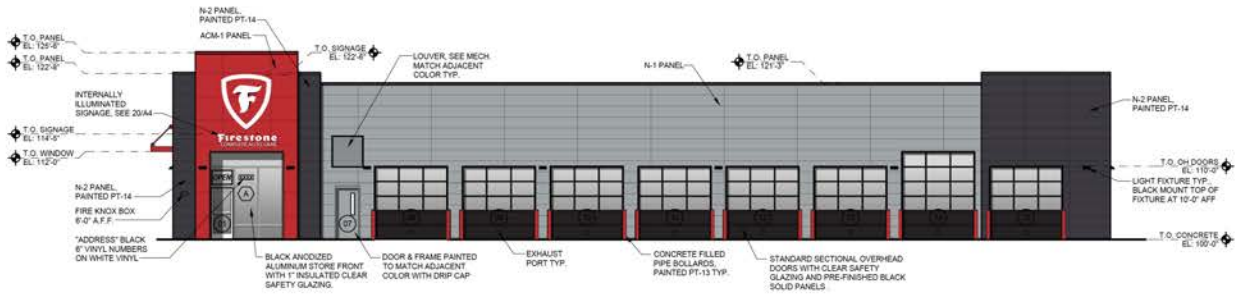 N-2 PANEL,
PAINTED PT-14
ACM-1 PANEL
T.O. PANEL
T.O. PANEL
EL: 122'-6"
T.O. SIGNAGE
EL: 122'-6"
LOUVER, SEE MECH.
MATCH ADJACENT
COLOR TYP.
N-1 PANEL
T.O. PANEL
EL: 121'-3"
INTERNALLY
ILLUMINATED
SIGNAGE, SEE 20/A4
N-2 PANEL,
PAINTED PT-14
T.O. SIGNAGE
EL: 114'-5"
Firestone
COMPLETE AUTO CARE
T.O. WINDOW
EL: 112'-0"
OPEN
A
T.O. OH DOORS
EL: 110'-0"
N-2 PANEL,
PAINTED PT-14
LIGHT FIXTURE TYP.,
BLACK MOUNT TOP OF
FIXTURE AT 10'-0" AFF
FIRE KNOX BOX
6'-0" A.F.F.
07
T.O. CONCRETE
EL: 100'-0"
"ADDRESS" BLACK
6" VINYL NUMBERS
ON WHITE VINYL
BLACK ANODIZED
ALUMINUM STORE FRONT
WITH 1" INSULATED CLEAR
SAFETY GLAZING.
DOOR & FRAME PAINTED
TO MATCH ADJACENT
COLOR WITH DRIP CAP
EXHAUST
PORT TYP.
CONCRETE FILLED
PIPE BOLLARDS,
PAINTED PT-13 TYP.
STANDARD SECTIONAL OVERHEAD
DOORS WITH CLEAR SAFETY
GLAZING AND PRE-FINISHED BLACK
SOLID PANELS